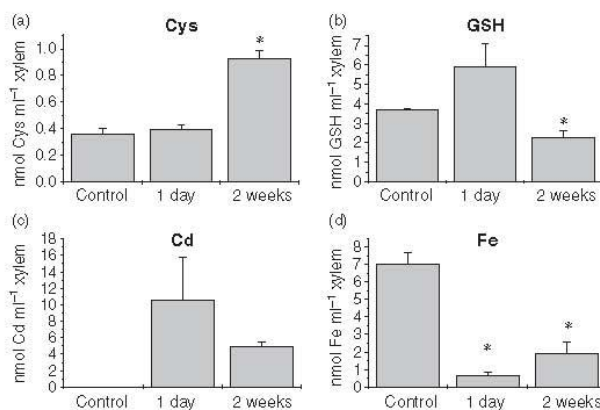 (a)
Cys
nmol Cys ml⁻¹ xylem
1.0
0.8
0.6
0.4
0.2
0.0
*
Control 1 day 2 weeks
(b)
GSH
nmol GSH ml⁻¹ xylem
7
6
5
4
3
2
1
0
*
Control 1 day 2 weeks
(c)
Cd
nmol Cd ml⁻¹ xylem
18
16
14
12
10
8
6
4
2
0
Control 1 day 2 weeks
(d)
Fe
nmol Fe ml⁻¹ xylem
8
7
6
5
4
3
2
1
0
*
*
Control 1 day 2 weeks